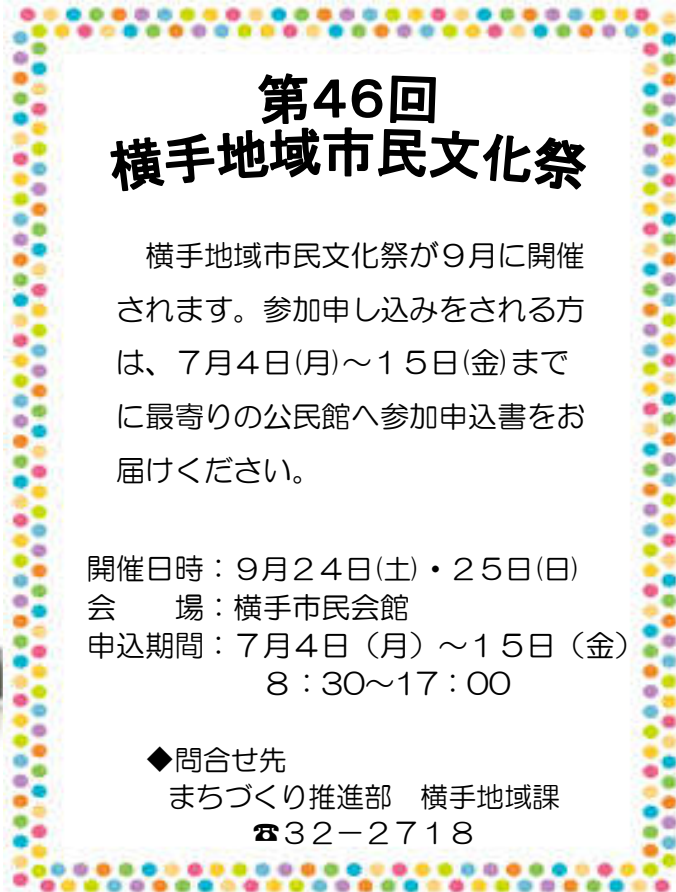 第46回
横手地域市民文化祭
横手地域市民文化祭が９月に開催
されます。参加申し込みをされる方
は、７月４日(月)～１５日(金)まで
に最寄りの公民館へ参加申込書をお
届けください。
開催日時：９月２４日(土)・２５日(日)
会　　場：横手市民会館
申込期間：７月４日（月）～１５日（金）
８：30～17：00
◆問合せ先
まちづくり推進部　横手地域課
☎３２－２７１８